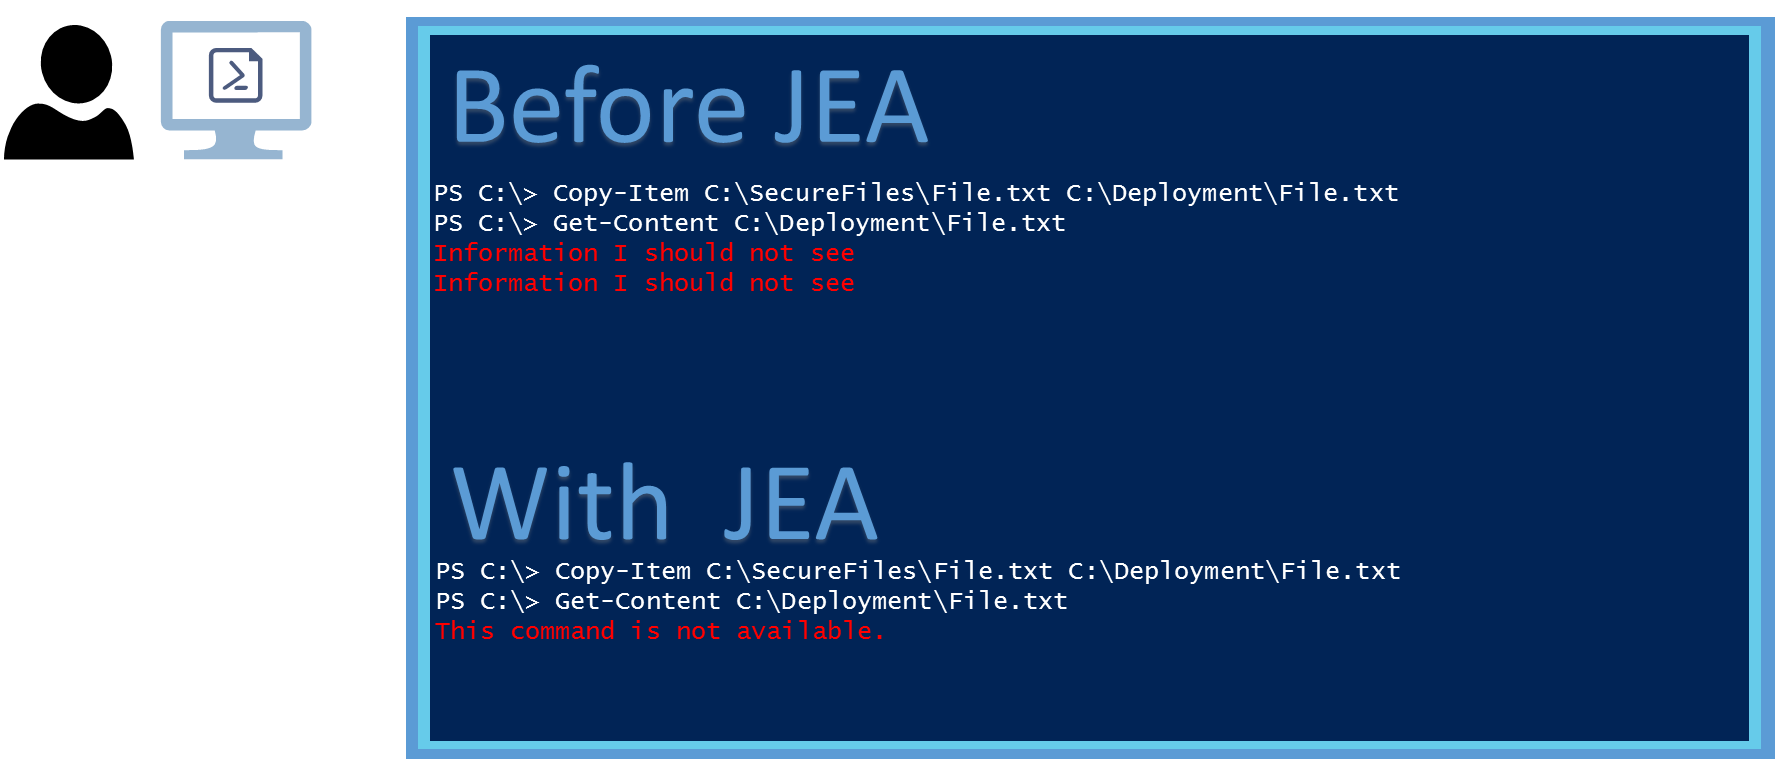 Before JEA
PS C:\> Copy-Item C:\SecureFiles\File.txt C:\Deployment\File.txt
PS C:\> Get-Content C:\Deployment\File.txt
Information I should not see
Information I should not see
With JEA
PS C:\> Copy-Item C:\SecureFiles\File.txt C:\Deployment\File.txt
PS C:\> Get-Content C:\Deployment\File.txt
This command is not available.